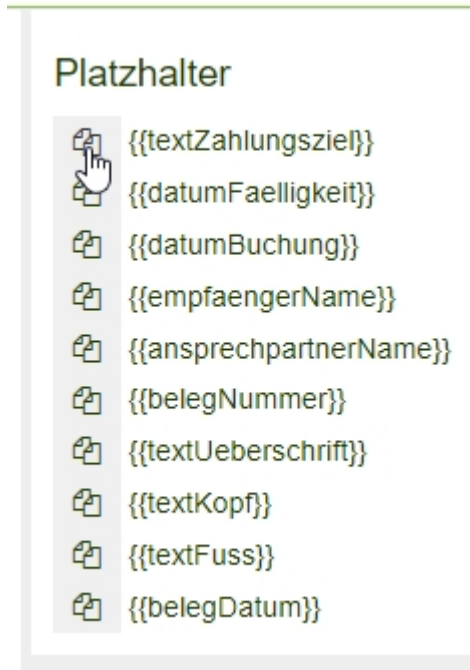 Platzhalter
{{textZahlungsziel}}
{{datumFaelligkeit}}
{{datumBuchung}}
{{empfaengerName}}
{{ansprechpartnerName}}
{{belegNummer}}
{{textUeberschrift}}
{{textKopf}}
{{textFuss}}
{{belegDatum}}